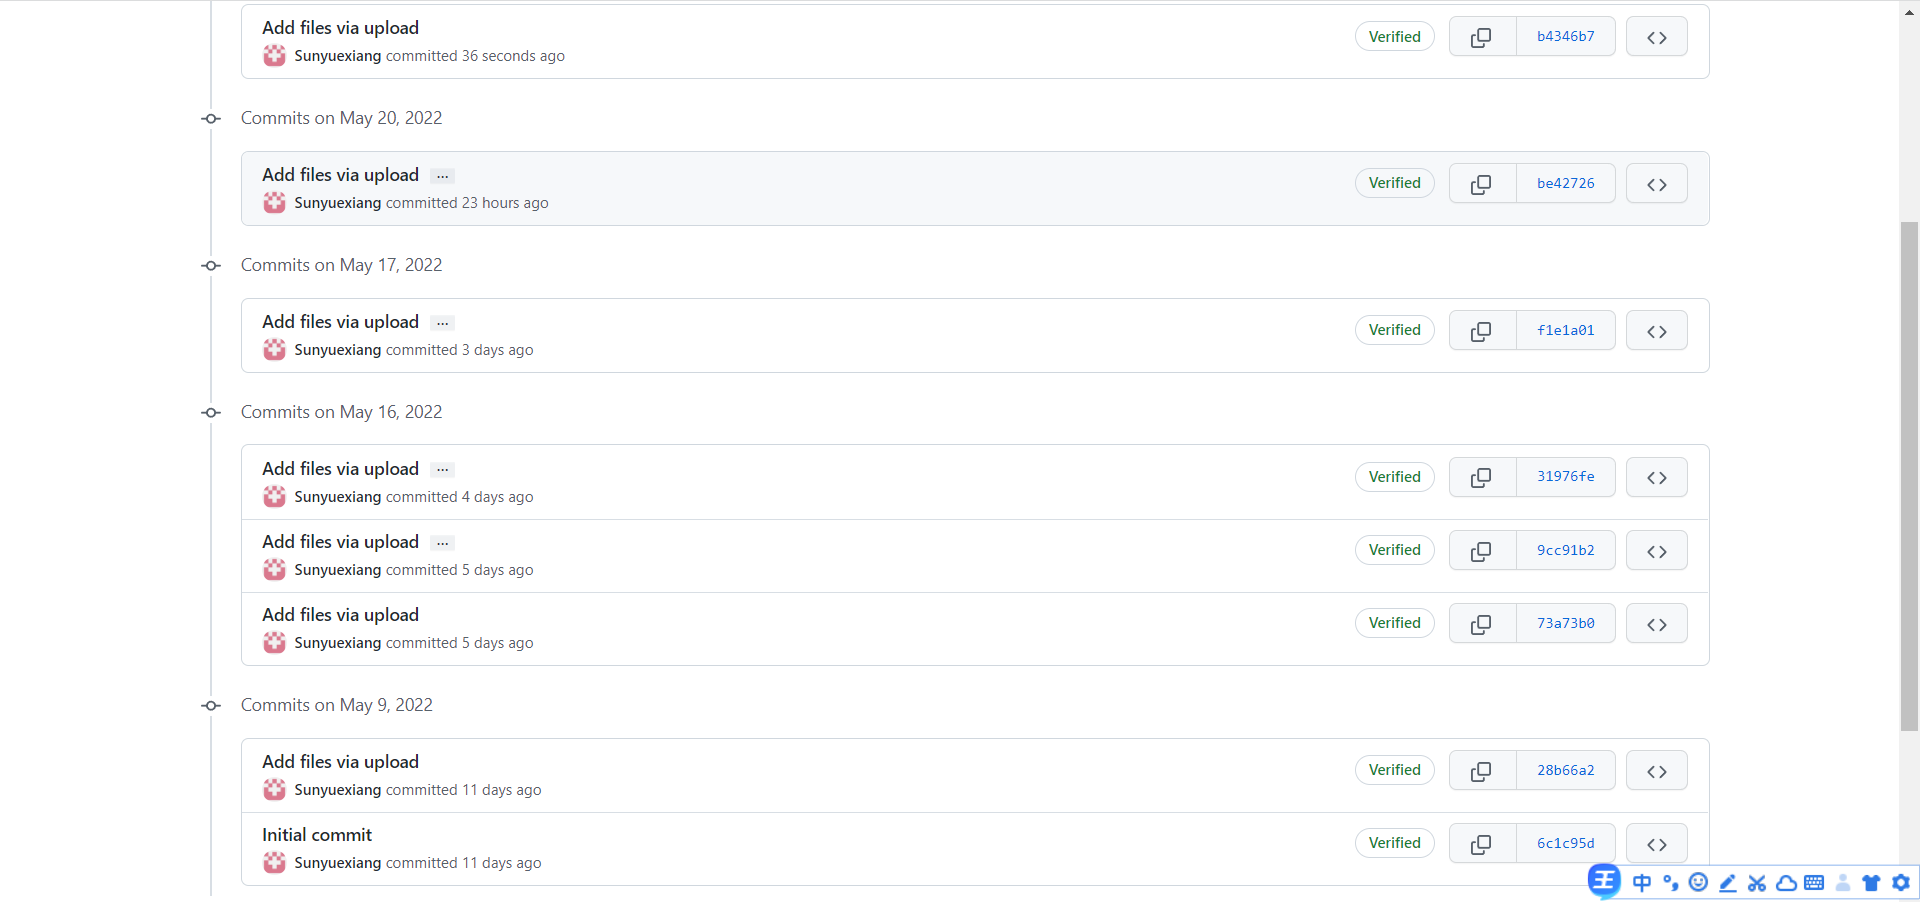 Add files via upload
Verified
b4346b7
Sunyuexiang committed 36 seconds ago
Commits on May 20, 2022
Add files via upload ...
Verified
be42726
Sunyuexiang committed 23 hours ago
Commits on May 17, 2022
Add files via upload ...
Verified
f1e1a01
Sunyuexiang committed 3 days ago
Commits on May 16, 2022
Add files via upload ...
Verified
31976fe
Sunyuexiang committed 4 days ago
Add files via upload ...
Verified
9cc91b2
Sunyuexiang committed 5 days ago
Add files via upload
Verified
73a73b0
Sunyuexiang committed 5 days ago
Commits on May 9, 2022
Add files via upload
Verified
28b66a2
Sunyuexiang committed 11 days ago
Initial commit
Verified
6c1c95d
Sunyuexiang committed 11 days ago
王 中 °,